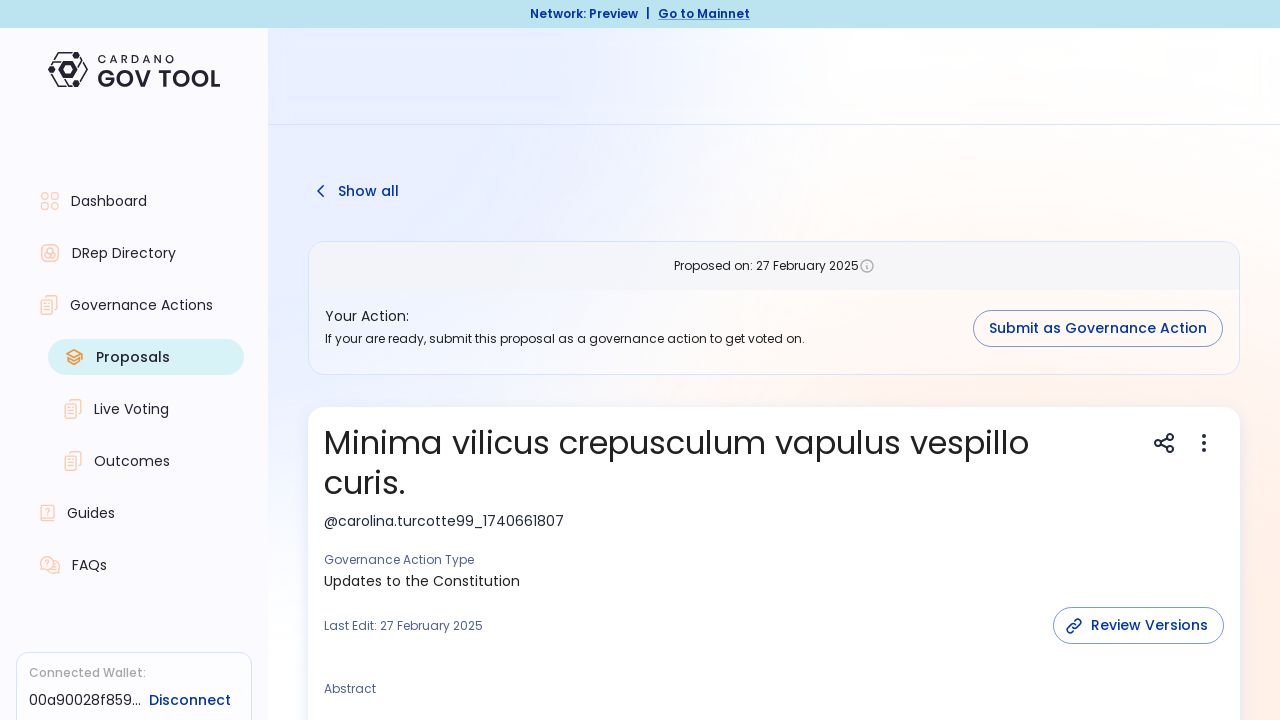 Network: Preview | Go to Mainnet
CARDANO
GOV TOOL
Dashboard
DRep Directory
Governance Actions
Proposals
Live Voting
Outcomes
Guides
FAQs
Connected Wallet:
00a90028f859... Disconnect
Show all
Proposed on: 27 February 2025
Your Action:
If your are ready, submit this proposal as a governance action to get voted on.
Submit as Governance Action
Minima vilicus crepusculum vapulus vespillo
curis.
@carolina.turcotte99_1740661807
Governance Action Type
Updates to the Constitution
Last Edit: 27 February 2025
Review Versions
Abstract